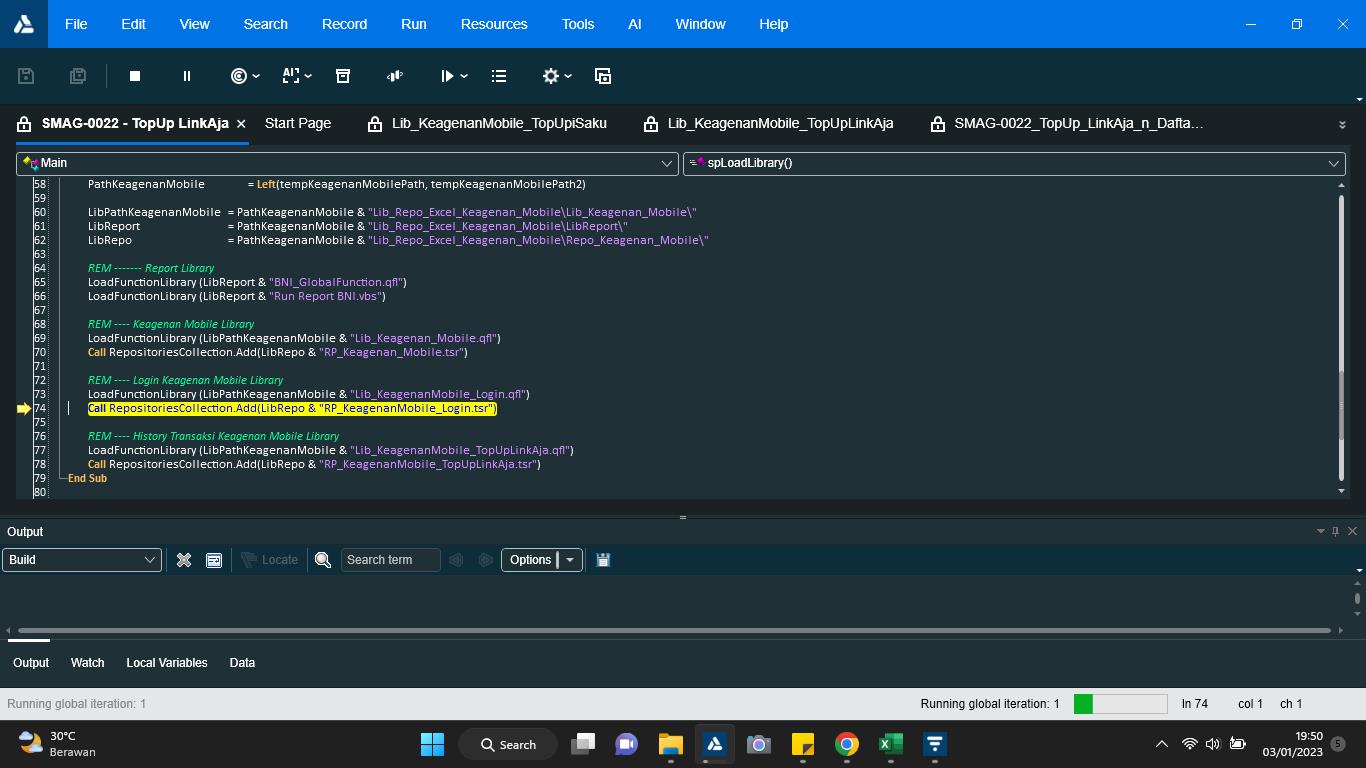 File Edit View Search Record Run Resources Tools AI Window Help
SMAG-0022 - TopUp LinkAja Start Page Lib_KeagenanMobile_TopUpiSaku Lib_KeagenanMobile_TopUpLinkAja SMAG-0022_TopUp_LinkAja_n_Dafta...
Main spLoadLibrary()
58 PathKeagenanMobile = Left(tempKeagenanMobilePath, tempKeagenanMobilePath2)
59
60 LibPathKeagenanMobile = PathKeagenanMobile & "Lib_Repo_Excel_Keagenan_Mobile\Lib_Keagenan_Mobile\"
61 LibReport = PathKeagenanMobile & "Lib_Repo_Excel_Keagenan_Mobile\LibReport\"
62 LibRepo = PathKeagenanMobile & "Lib_Repo_Excel_Keagenan_Mobile\Repo_Keagenan_Mobile\"
63
64 REM ------- Report Library
65 LoadFunctionLibrary (LibReport & "BNI_GlobalFunction.qfl")
66 LoadFunctionLibrary (LibReport & "Run Report BNI.vbs")
67
68 REM ---- Keagenan Mobile Library
69 LoadFunctionLibrary (LibPathKeagenanMobile & "Lib_Keagenan_Mobile.qfl")
70 Call RepositoriesCollection.Add(LibRepo & "RP_Keagenan_Mobile.tsr")
71
72 REM ---- Login Keagenan Mobile Library
73 LoadFunctionLibrary (LibPathKeagenanMobile & "Lib_KeagenanMobile_Login.qfl")
74 Call RepositoriesCollection.Add(LibRepo & "RP_KeagenanMobile_Login.tsr")
75
76 REM ---- History Transaksi Keagenan Mobile Library
77 LoadFunctionLibrary (LibPathKeagenanMobile & "Lib_KeagenanMobile_TopUpLinkAja.qfl")
78 Call RepositoriesCollection.Add(LibRepo & "RP_KeagenanMobile_TopUpLinkAja.tsr")
79 End Sub
80
Output
Build Locate Search term Options
Output Watch Local Variables Data
Running global iteration: 1 Running global iteration: 1 ln 74 col 1 ch 1
30°C
Berawan
Search
19:50
03/01/2023
5